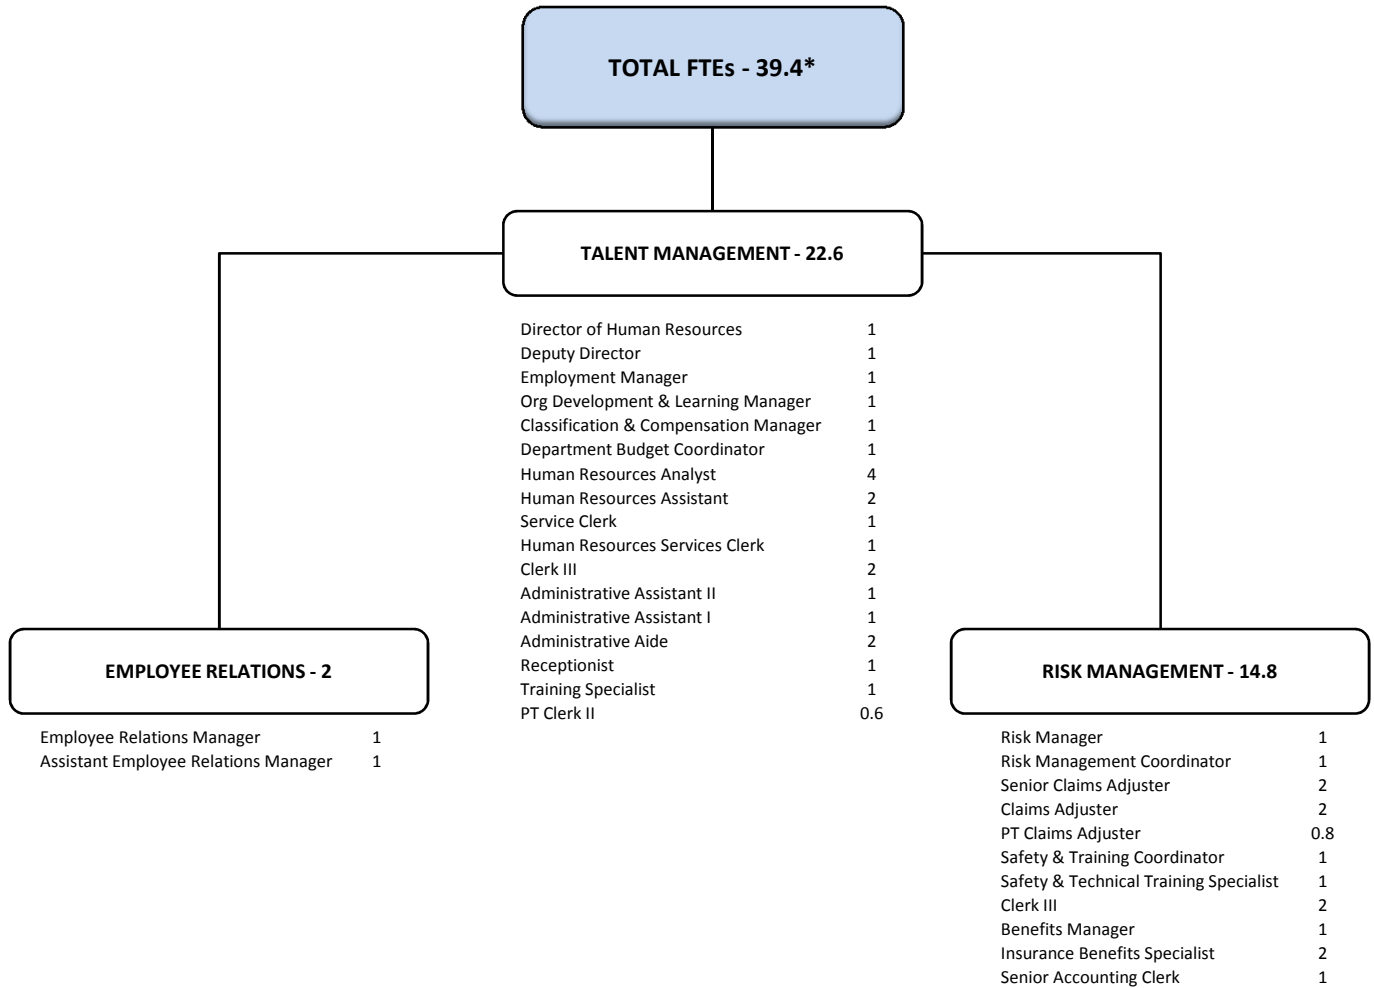 TOTAL FTEs - 39.4*
TALENT MANAGEMENT - 22.6
Director of Human Resources 1
Deputy Director 1
Employment Manager 1
Org Development & Learning Manager 1
Classification & Compensation Manager 1
Department Budget Coordinator 1
Human Resources Analyst 4
Human Resources Assistant 2
Service Clerk 1
Human Resources Services Clerk 1
Clerk III 2
Administrative Assistant II 1
Administrative Assistant I 1
Administrative Aide 2
Receptionist 1
Training Specialist 1
PT Clerk II 0.6
EMPLOYEE RELATIONS - 2
Employee Relations Manager 1
Assistant Employee Relations Manager 1
RISK MANAGEMENT - 14.8
Risk Manager 1
Risk Management Coordinator 1
Senior Claims Adjuster 2
Claims Adjuster 2
PT Claims Adjuster 0.8
Safety & Training Coordinator 1
Safety & Technical Training Specialist 1
Clerk III 2
Benefits Manager 1
Insurance Benefits Specialist 2
Senior Accounting Clerk 1